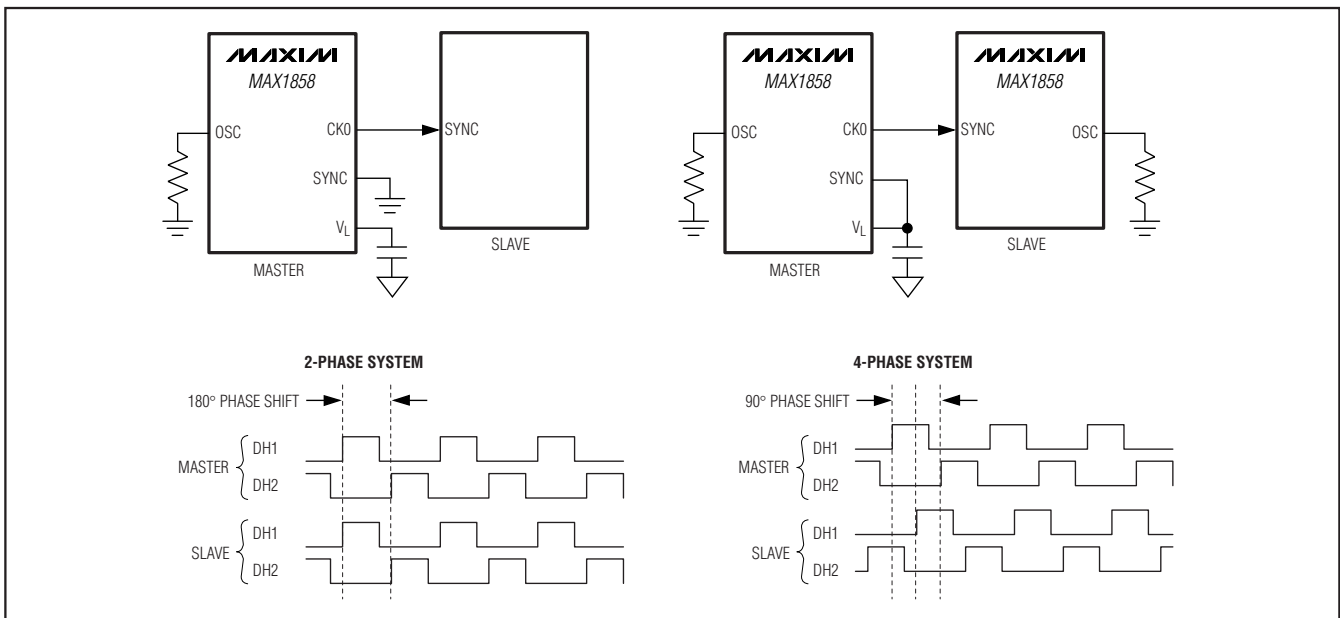 MAXIM
MAX1858
OSC
CK0
SYNC
VL
MASTER
SYNC
SLAVE
MAXIM
MAX1858
OSC
CK0
SYNC
VL
MASTER
MAXIM
MAX1858
SYNC
OSC
SLAVE
2-PHASE SYSTEM
180° PHASE SHIFT
MASTER
DH1
DH2
SLAVE
DH1
DH2
4-PHASE SYSTEM
90° PHASE SHIFT
MASTER
DH1
DH2
SLAVE
DH1
DH2